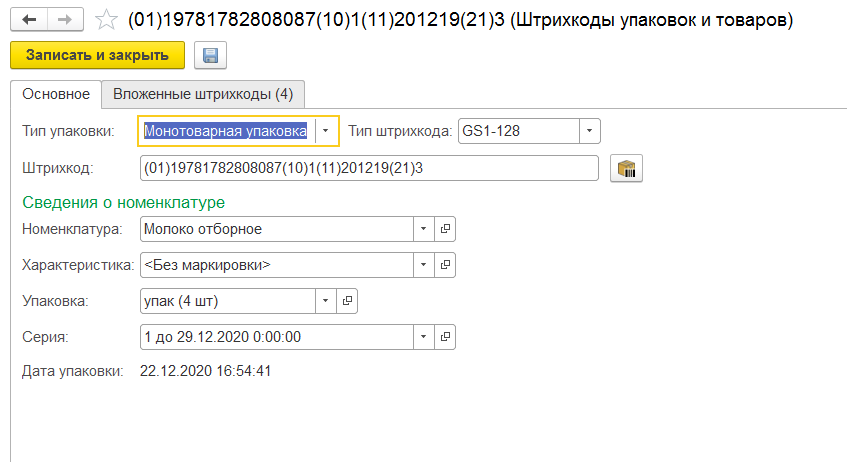 (01)19781782808087(10)1(11)201219(21)3 (Штрихкоды упаковок и товаров)
Записать и закрыть
Основное Вложенные штрихкоды (4)
Тип упаковки: Монотоварная упаковка Тип штрихкода: GS1-128
Штрихкод: (01)19781782808087(10)1(11)201219(21)3
Сведения о номенклатуре
Номенклатура: Молоко отборное
Характеристика: <Без маркировки>
Упаковка: упак (4 шт)
Серия: 1 до 29.12.2020 0:00:00
Дата упаковки: 22.12.2020 16:54:41